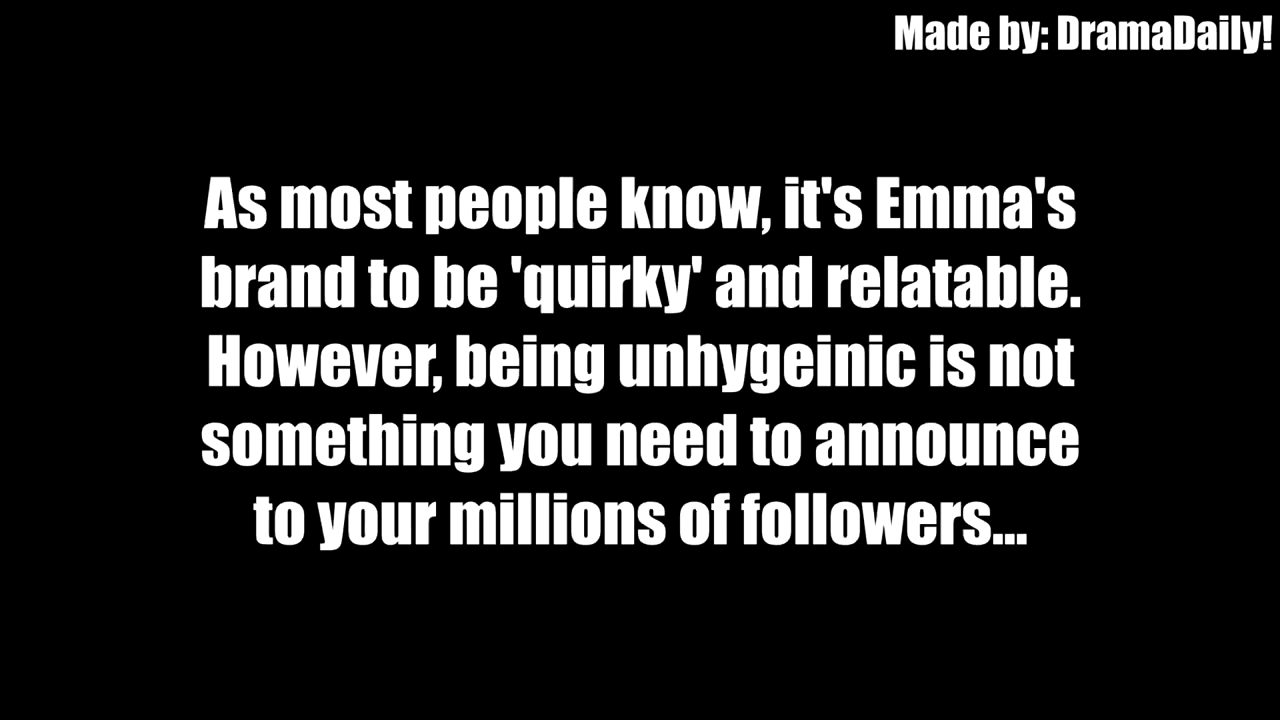 Made by: DramaDaily!
As most people know, it's Emma's
brand to be 'quirky' and relatable.
However, being unhygeinic is not
something you need to announce
to your millions of followers...